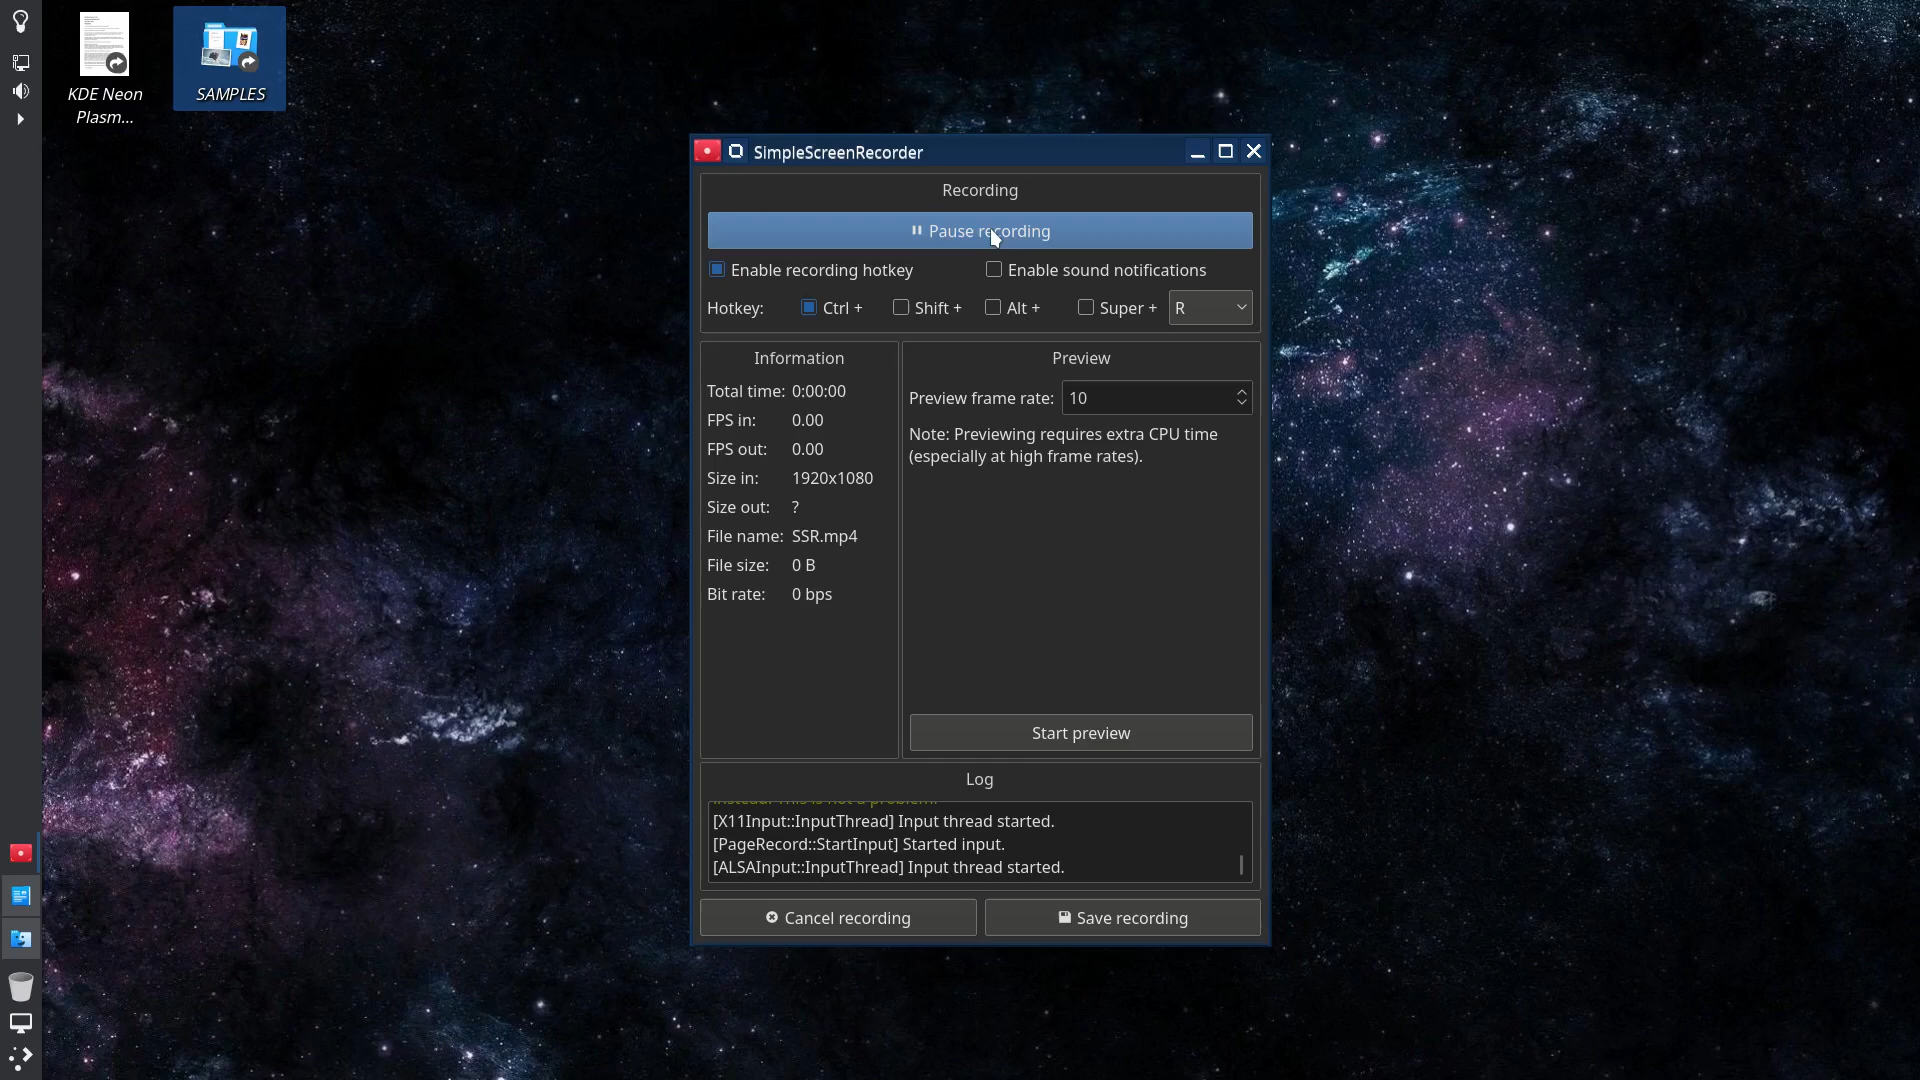 KDE Neon
Plasm...
SAMPLES
SimpleScreenRecorder
Recording
Pause recording
Enable recording hotkey
Enable sound notifications
Hotkey: Ctrl + Shift + Alt + Super + R
Information
Total time: 0:00:00
FPS in: 0.00
FPS out: 0.00
Size in: 1920x1080
Size out: ?
File name: SSR.mp4
File size: 0 B
Bit rate: 0 bps
Preview
Preview frame rate: 10
Note: Previewing requires extra CPU time
(especially at high frame rates).
Start preview
Log
instead. This is not a problem.
[X11Input::InputThread] Input thread started.
[PageRecord::StartInput] Started input.
[ALSAInput::InputThread] Input thread started.
Cancel recording
Save recording